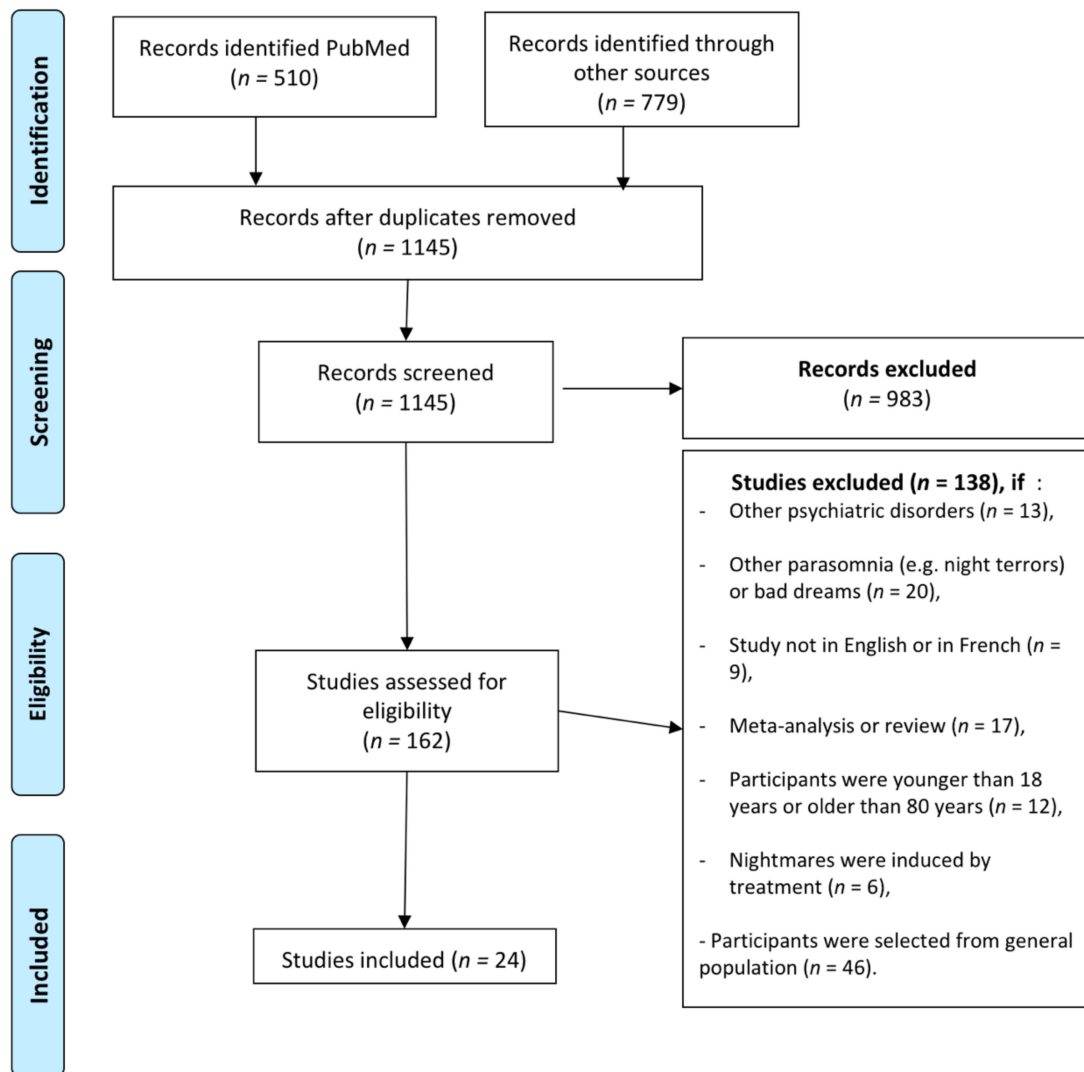 Identification
Records identified PubMed
(n = 510)
Records identified through
other sources
(n = 779)
Records after duplicates removed
(n = 1145)
Screening
Records screened
(n = 1145)
Records excluded
(n = 983)
Eligibility
Studies assessed for
eligibility
(n = 162)
Studies excluded (n = 138), if :
- Other psychiatric disorders (n = 13),
- Other parasomnia (e.g. night terrors)
or bad dreams (n = 20),
- Study not in English or in French (n =
9),
- Meta-analysis or review (n = 17),
- Participants were younger than 18
years or older than 80 years (n = 12),
- Nightmares were induced by
treatment (n = 6),
- Participants were selected from general
population (n = 46).
Included
Studies included (n = 24)